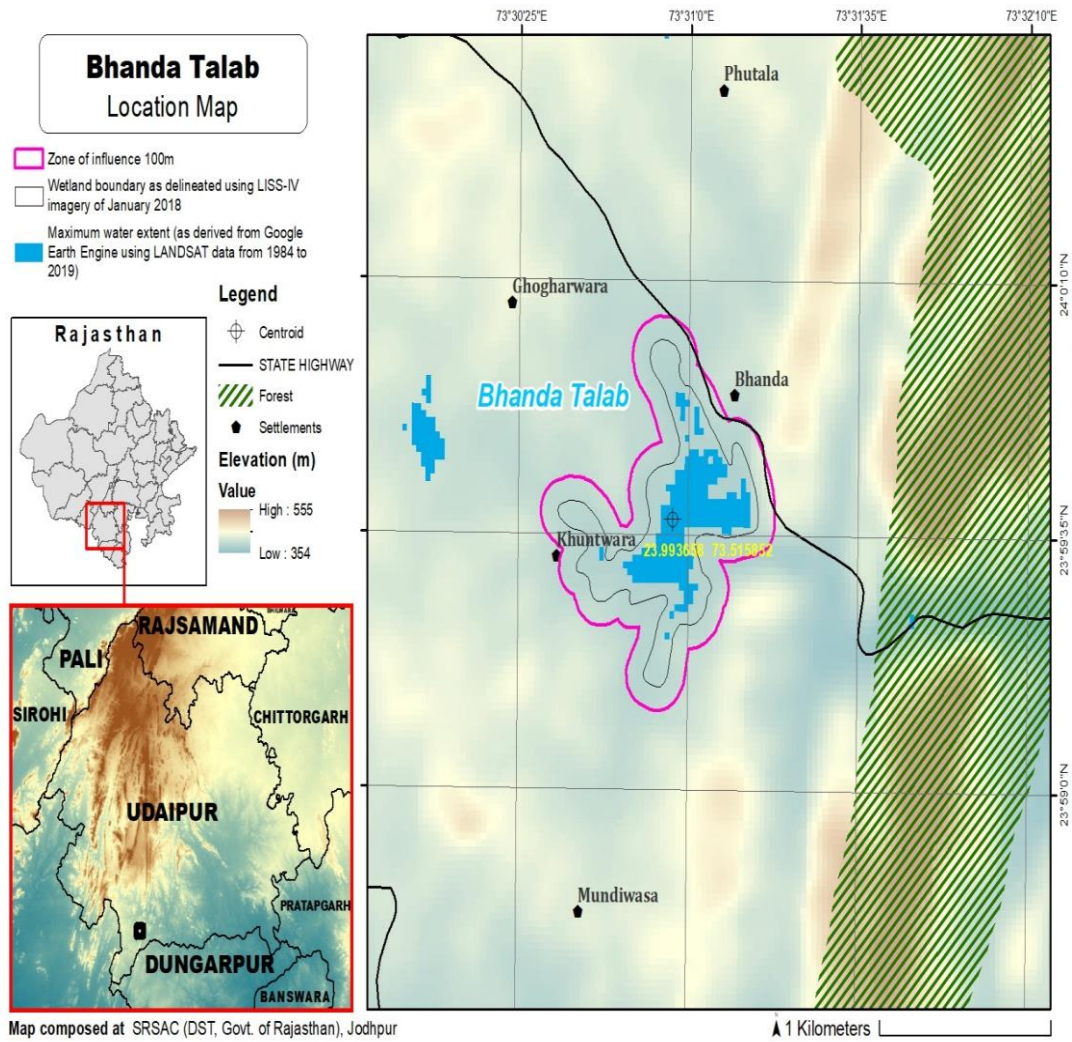 Bhanda Talab
Location Map
Zone of influence 100m
Wetland boundary as delineated using LISS-IV
imagery of January 2018
Maximum water extent (as derived from Google
Earth Engine using LANDSAT data from 1984 to
2019)
Legend
Centroid
STATE HIGHWAY
Forest
Settlements
Elevation (m)
Value
High : 555
Low : 354
Rajasthan
RAJSAMAND
PALI
SIROHI
CHITTORGARH
UDAIPUR
PRATAPGARH
DUNGARPUR
BANSWARA
Map composed at SRSAC (DST, Govt. of Rajasthan), Jodhpur
73°30'25"E
73°31'0"E
73°31'35"E
73°32'10"E
Phutala
Ghogharwara
24°0'10"N
Bhanda Talab
Bhanda
Khuntwara
23.993668 73.515852
23°59'35"N
23°59'0"N
Mundiwasa
N
1 Kilometers